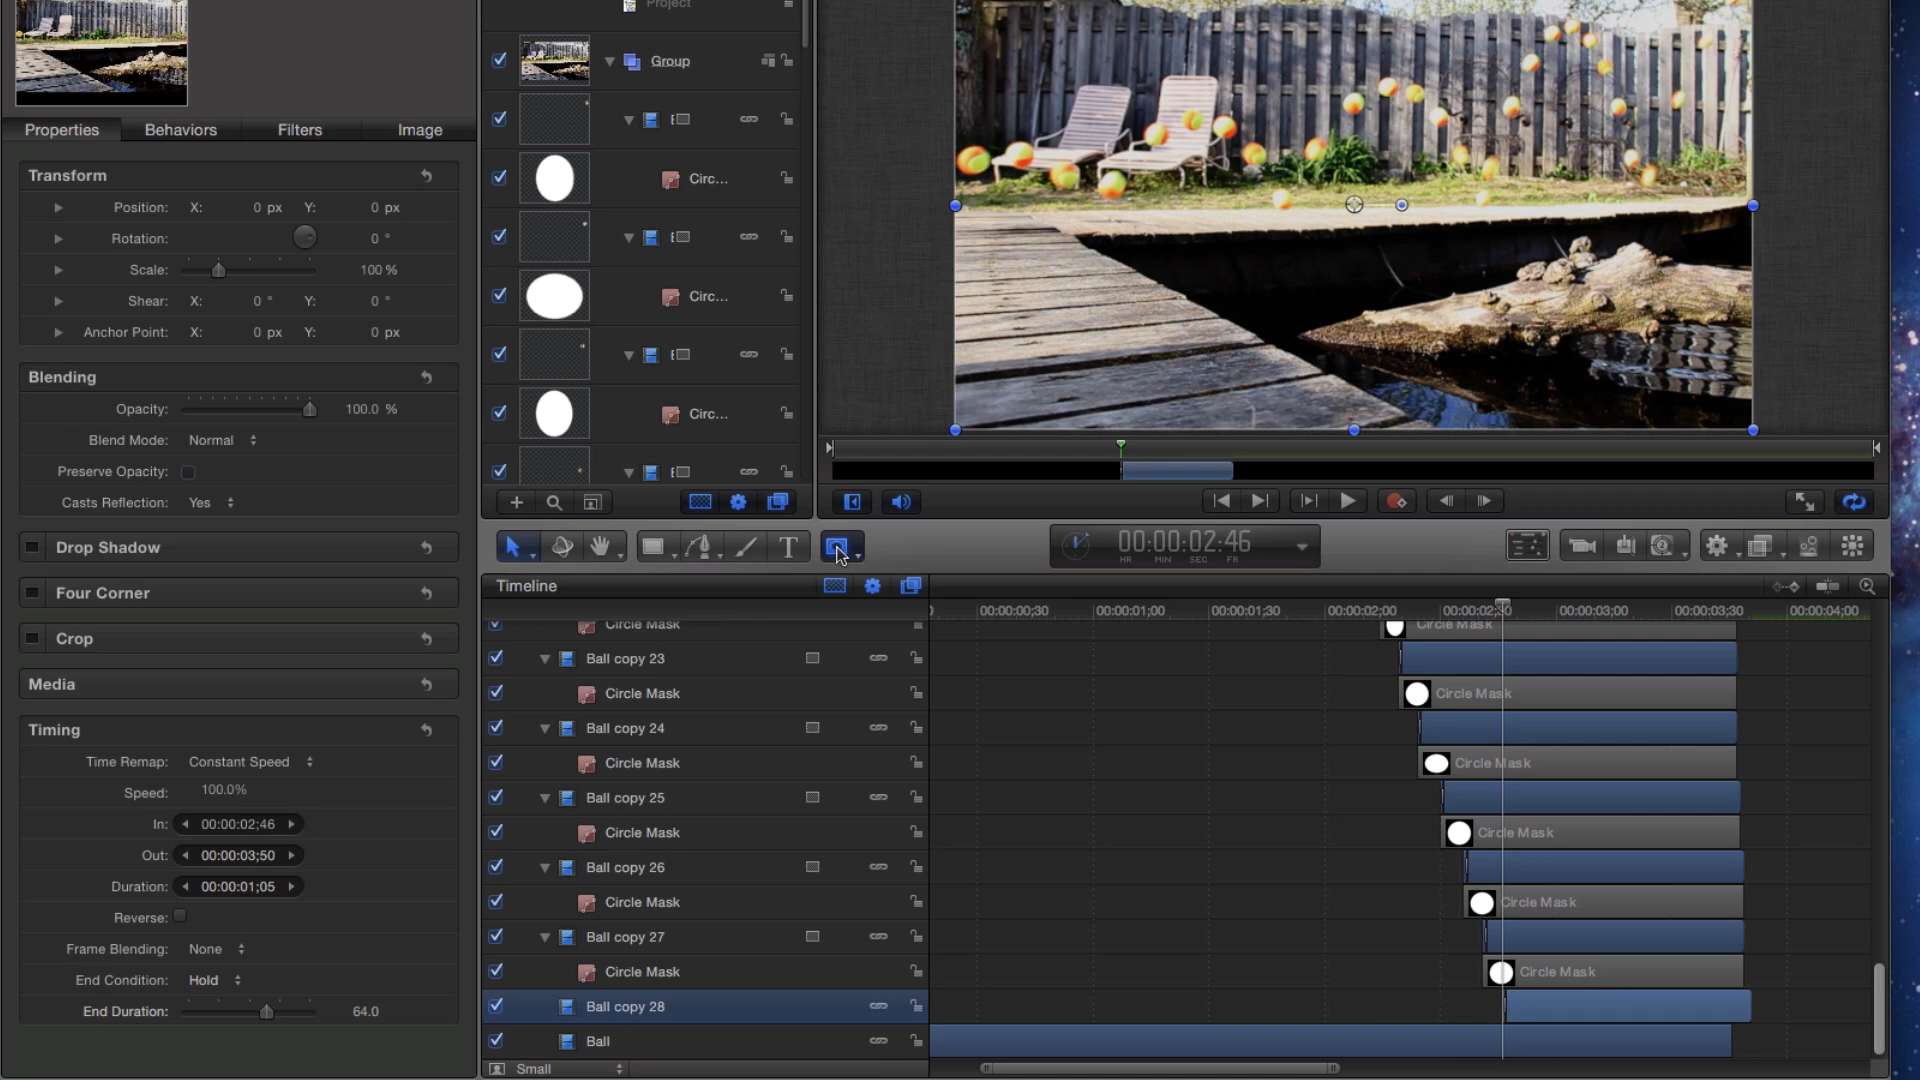 Project
Group
Circ...
Circ...
Circ...
Properties
Behaviors
Filters
Image
Transform
Position: X: 0 px Y: 0 px
Rotation: 0 °
Scale: 100 %
Shear: X: 0 ° Y: 0 °
Anchor Point: X: 0 px Y: 0 px
Blending
Opacity: 100.0 %
Blend Mode: Normal
Preserve Opacity:
Casts Reflection: Yes
Drop Shadow
Four Corner
Crop
Media
Timing
Time Remap: Constant Speed
Speed: 100.0%
In: 00:00:02;46
Out: 00:00:03;50
Duration: 00:00:01;05
Reverse:
Frame Blending: None
End Condition: Hold
End Duration: 64.0
T
00:00:02:46
HR MIN SEC FR
Timeline
00:00:00;30 00:00:01;00 00:00:01;30 00:00:02;00 00:00:02;30 00:00:03;00 00:00:03;30 00:00:04;00
Circle Mask Circle Mask
Ball copy 23
Circle Mask Circle Mask
Ball copy 24
Circle Mask Circle Mask
Ball copy 25
Circle Mask Circle Mask
Ball copy 26
Circle Mask Circle Mask
Ball copy 27
Circle Mask Circle Mask
Ball copy 28
Ball
Small